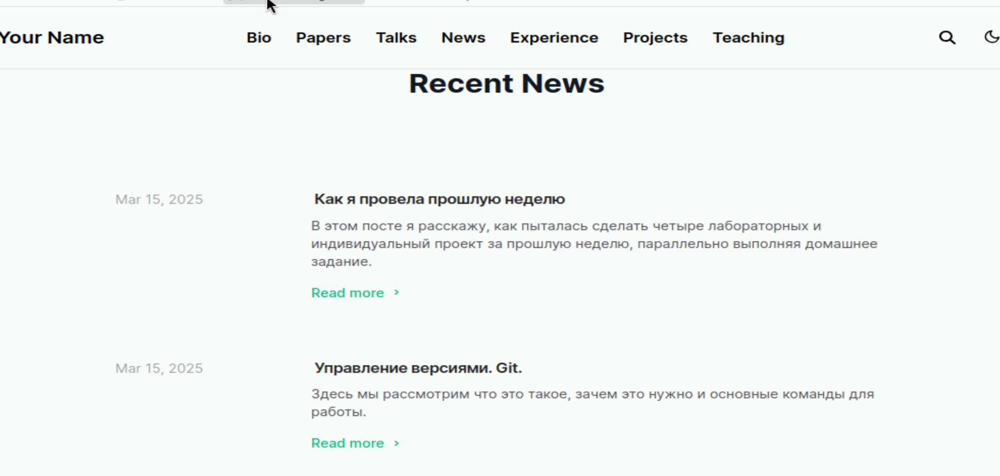 Your Name Bio Papers Talks News Experience Projects Teaching
Recent News
Mar 15, 2025 Как я провела прошлую неделю
В этом посте я расскажу, как пыталась сделать четыре лабораторных и
индивидуальный проект за прошлую неделю, параллельно выполняя домашнее
задание.
Read more
Mar 15, 2025 Управление версиями. Git.
Здесь мы рассмотрим что это такое, зачем это нужно и основные команды для
работы.
Read more